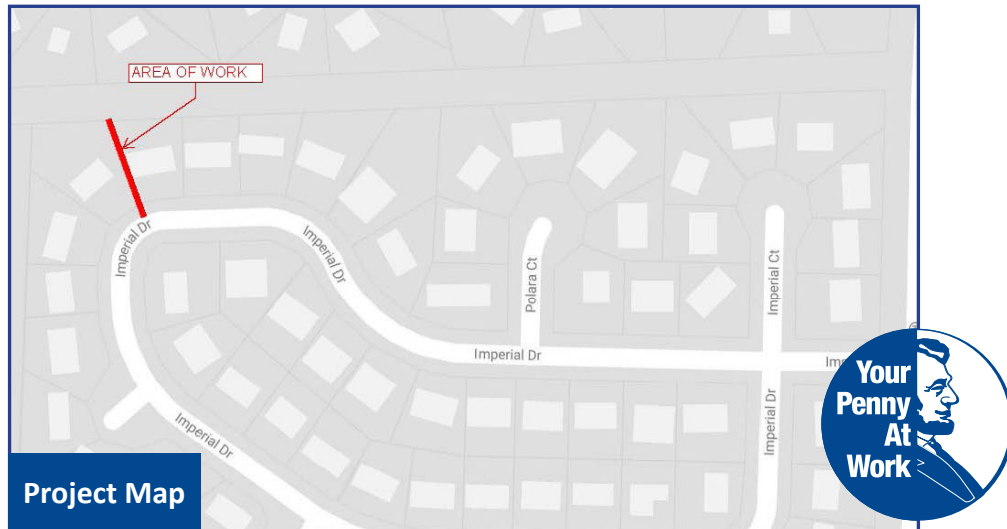 AREA OF WORK
Imperial Dr
Imperial Dr
Polara Ct
Imperial Ct
Imperial Dr
Imperial Dr
Imperial Dr
Your
Penny
At
Work
Project Map